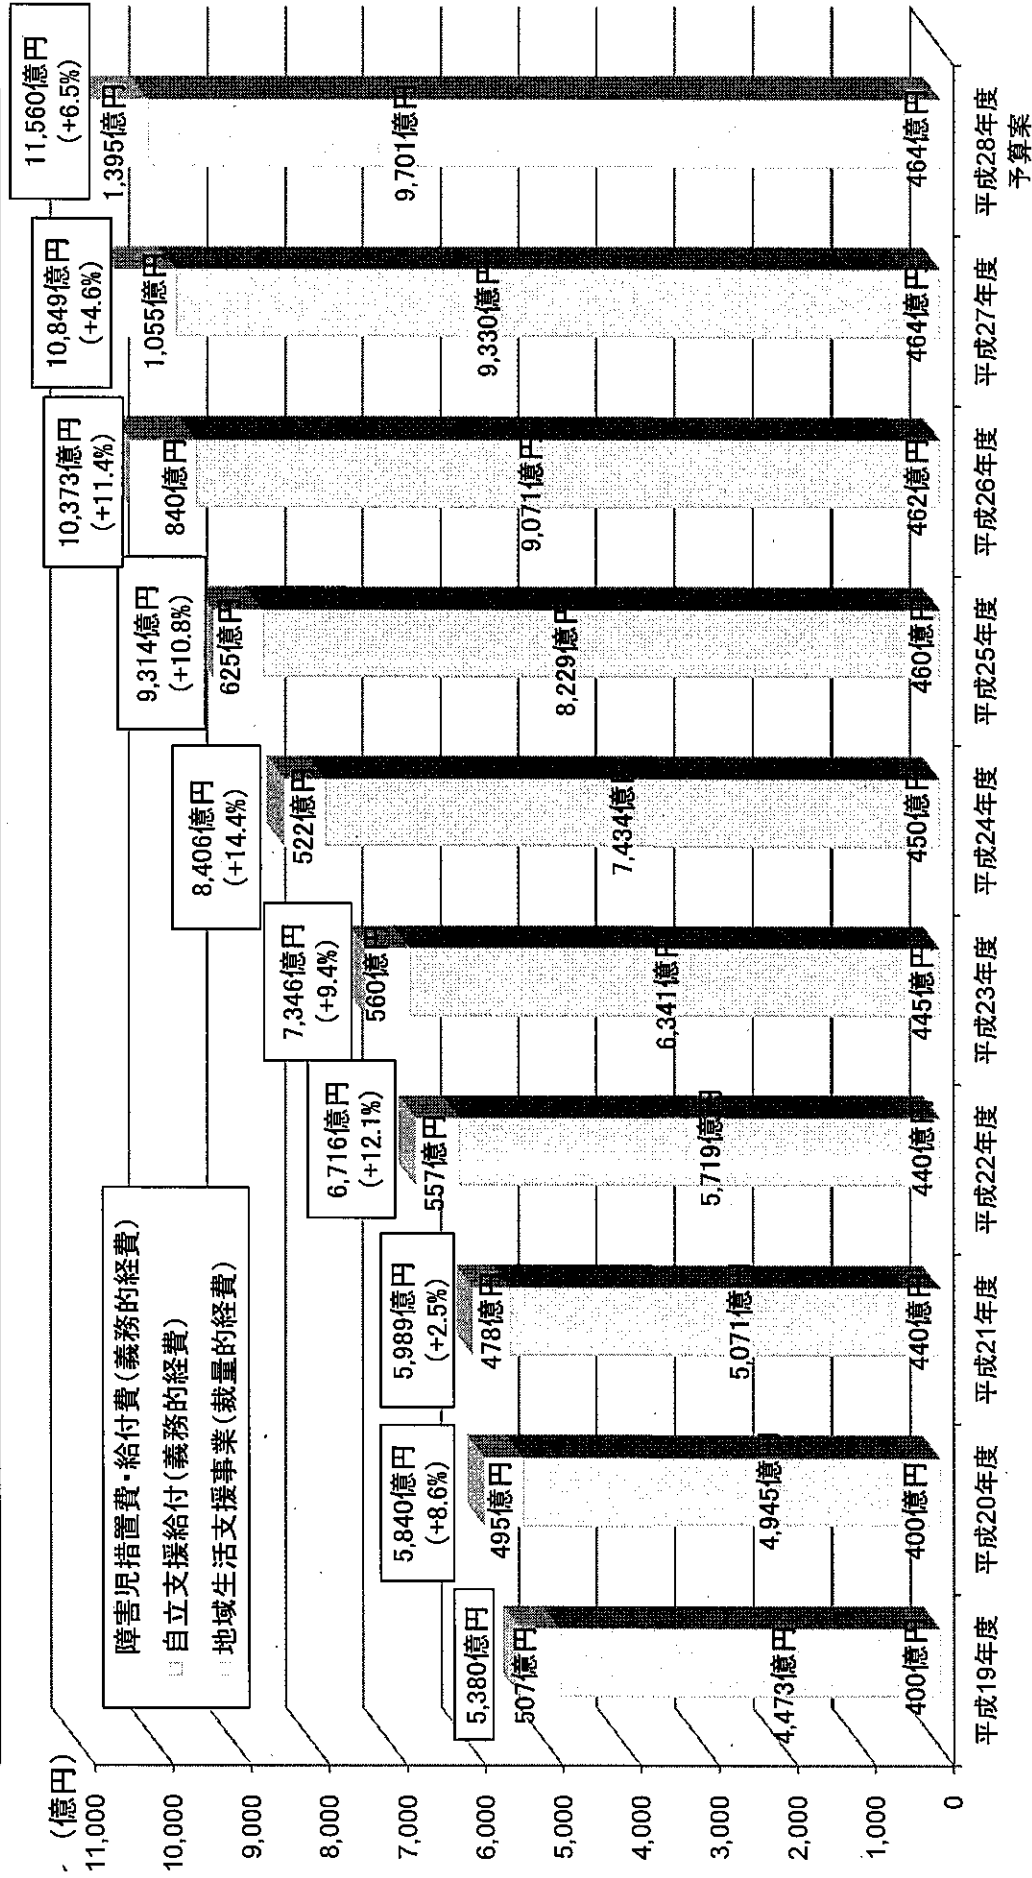 (億円)
11,000
10,000
9,000
8,000
7,000
6,000
5,000
4,000
3,000
2,000
1,000
0
障害児措置費・給付費(義務的経費)
自立支援給付(義務的経費)
地域生活支援事業(裁量的経費)
5,380億円
507億円
4,473億円
400億円
平成19年度
5,840億円
(+8.6%)
495億円
4,945億
400億円
平成20年度
5,989億円
(+2.5%)
478億円
5,071億
440億円
平成21年度
6,716億円
(+12.1%)
557億円
5,719億円
440億円
平成22年度
7,346億円
(+9.4%)
560億円
6,341億円
445億円
平成23年度
8,406億円
(+14.4%)
522億円
7,434億円
450億円
平成24年度
9,314億円
(+10.8%)
625億円
8,229億円
460億円
平成25年度
10,373億円
(+11.4%)
840億円
9,071億円
462億円
平成26年度
10,849億円
(+4.6%)
1,055億円
9,330億円
464億円
平成27年度
11,560億円
(+6.5%)
1,395億円
9,701億円
464億円
平成28年度
予算案